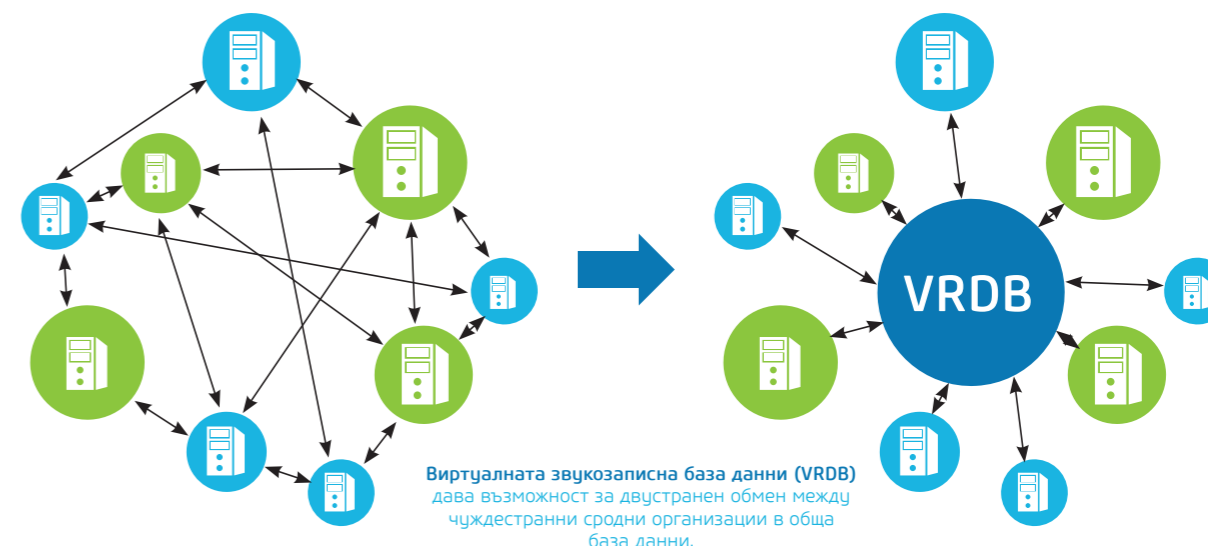 VRDB
Виртуалната звукозаписна база данни (VRDB)
дава възможност за двустранен обмен между
чуждестранни сродни организации в обща
база данни.